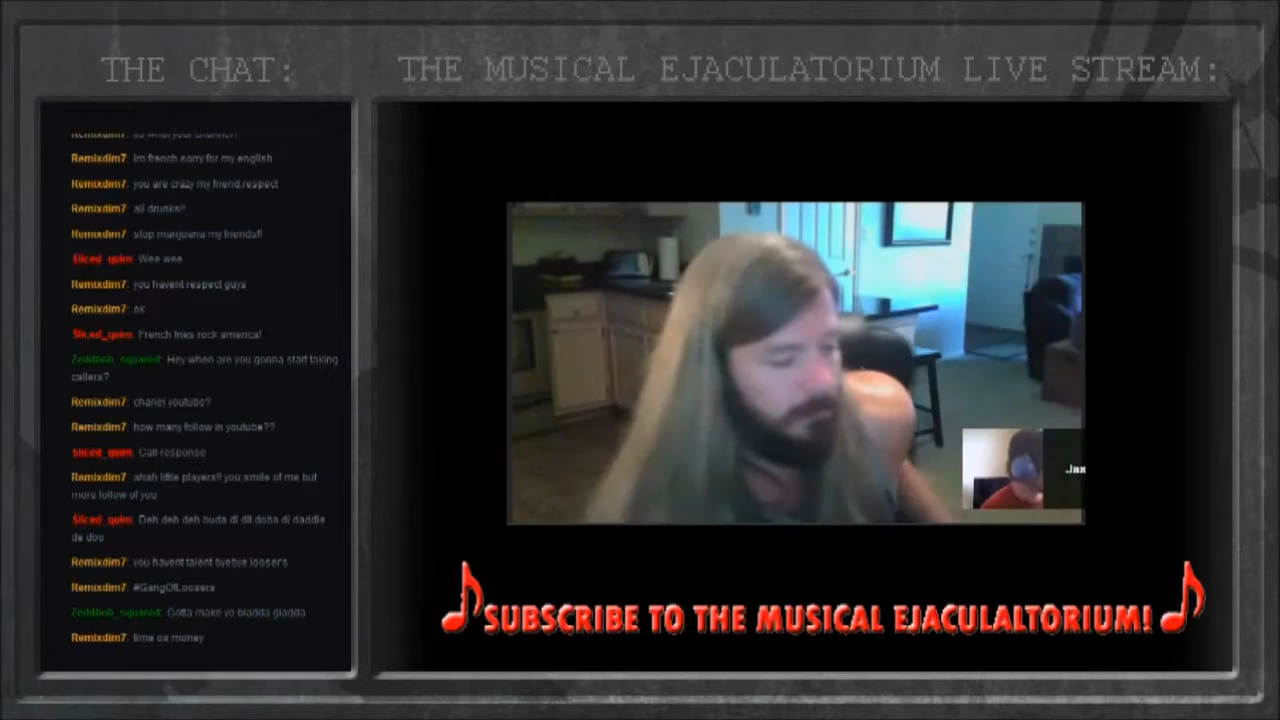 THE CHAT:
THE MUSICAL EJACULATORIUM LIVE STREAM:
Remixdim7: Im french sorry for my english
Remixdim7: you are crazy my friend,respect
Remixdim7: all drunks!!
Remixdim7: stop marijuana my friends!!
Sliced_quim: Wee wee
Remixdim7: you havent respect guys
Remixdim7: ok
Sliced_quim: French fries rock america!
Zeddbob_squared: Hey when are you gonna start taking
callers?
Remixdim7: chanel youtube?
Remixdim7: how many follow in youtube??
Sliced_quim: Call response
Remixdim7: ahah little players!! you smile of me but
more follow of you
Sliced_quim: Deh deh deh buda di dil doba di daddle
de doo
Remixdim7: you havent talent byebye looser's
Remixdim7: #GangOfLoosers
Zeddbob_squared: Gotta make yo bladda gladda
Remixdim7: money
.Jax
SUBSCRIBE TO THE MUSICAL EJACULALTORIUM!